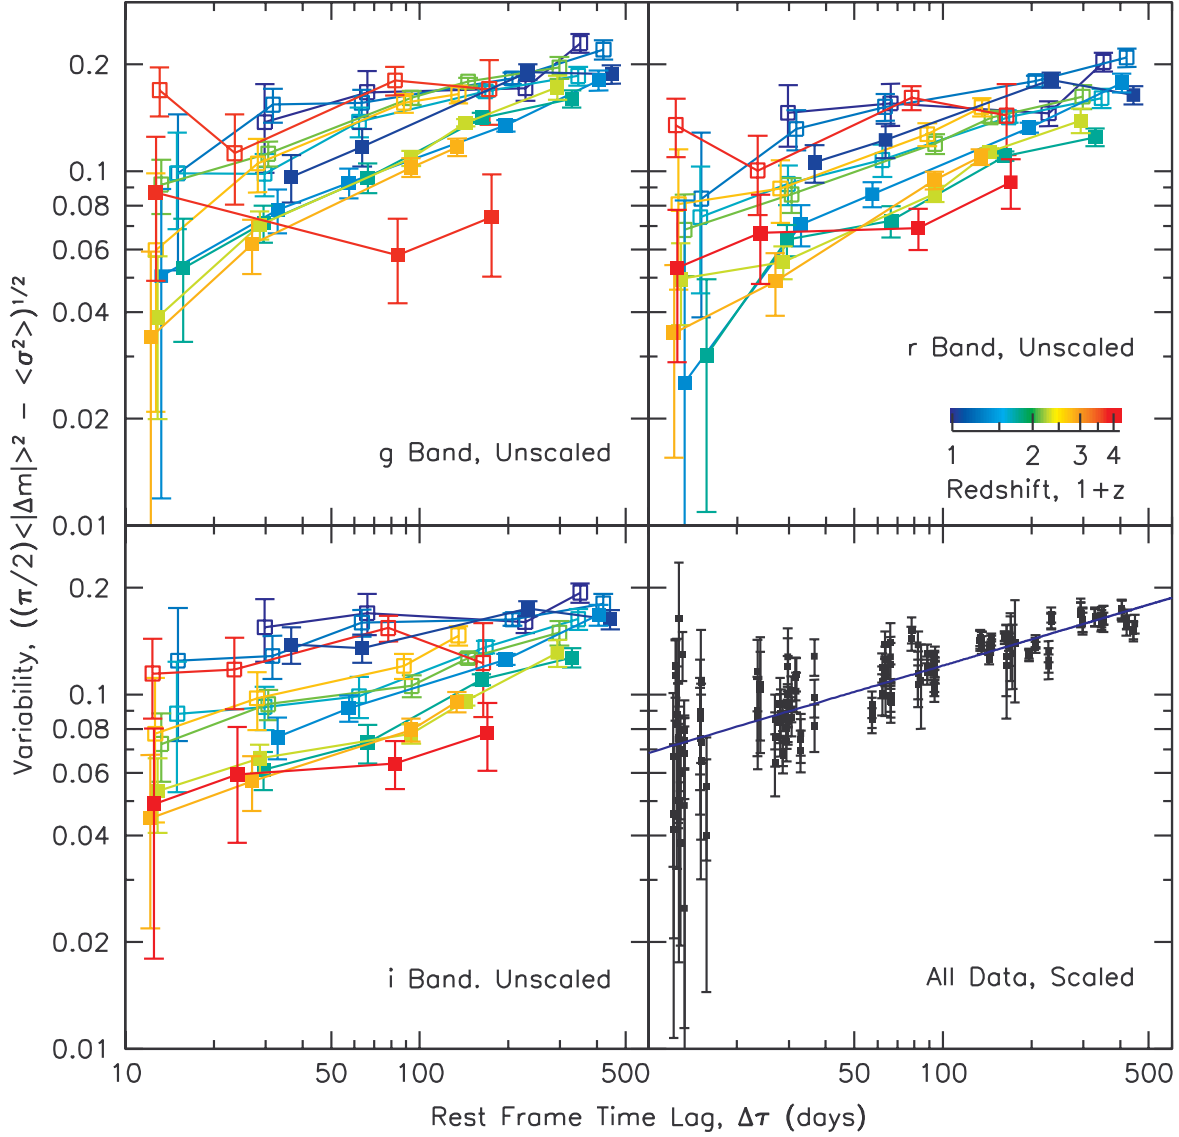 Variability, ((π/2)<|Δm|>² − <σ²>)¹ᐟ²
0.2
0.1
0.08
0.06
0.04
0.02
0.01
g Band, Unscaled
r Band, Unscaled
1 2 3 4
Redshift, 1+z
0.2
0.1
0.08
0.06
0.04
0.02
0.01
i Band. Unscaled
All Data, Scaled
10 50 100 500 50 100 500
Rest Frame Time Lag, Δτ (days)